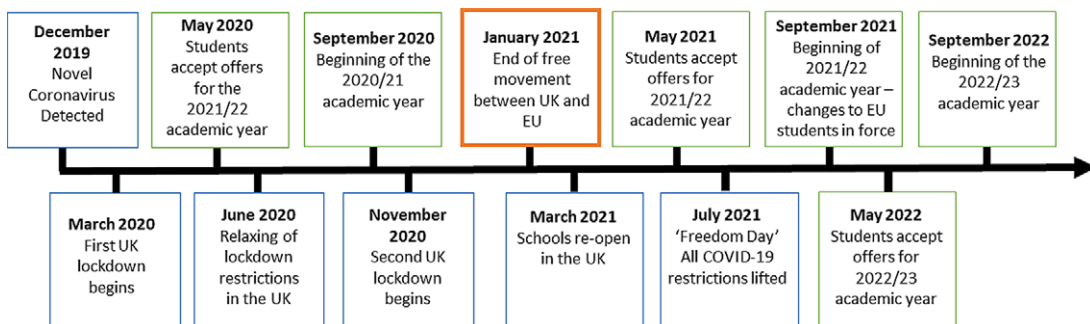 December
2019
Novel
Coronavirus
Detected
May 2020
Students
accept offers
for the
2021/22
academic year
September 2020
Beginning of the
2020/21
academic year
January 2021
End of free
movement
between UK and
EU
May 2021
Students accept
offers for
2021/22
academic year
September 2021
Beginning of
2021/22
academic year –
changes to EU
students in force
September 2022
Beginning of the
2022/23
academic year
March 2020
First UK
lockdown
begins
June 2020
Relaxing of
lockdown
restrictions
in the UK
November
2020
Second UK
lockdown
begins
March 2021
Schools re-open
in the UK
July 2021
‘Freedom Day’
All COVID-19
restrictions lifted
May 2022
Students accept
offers for
2022/23
academic year